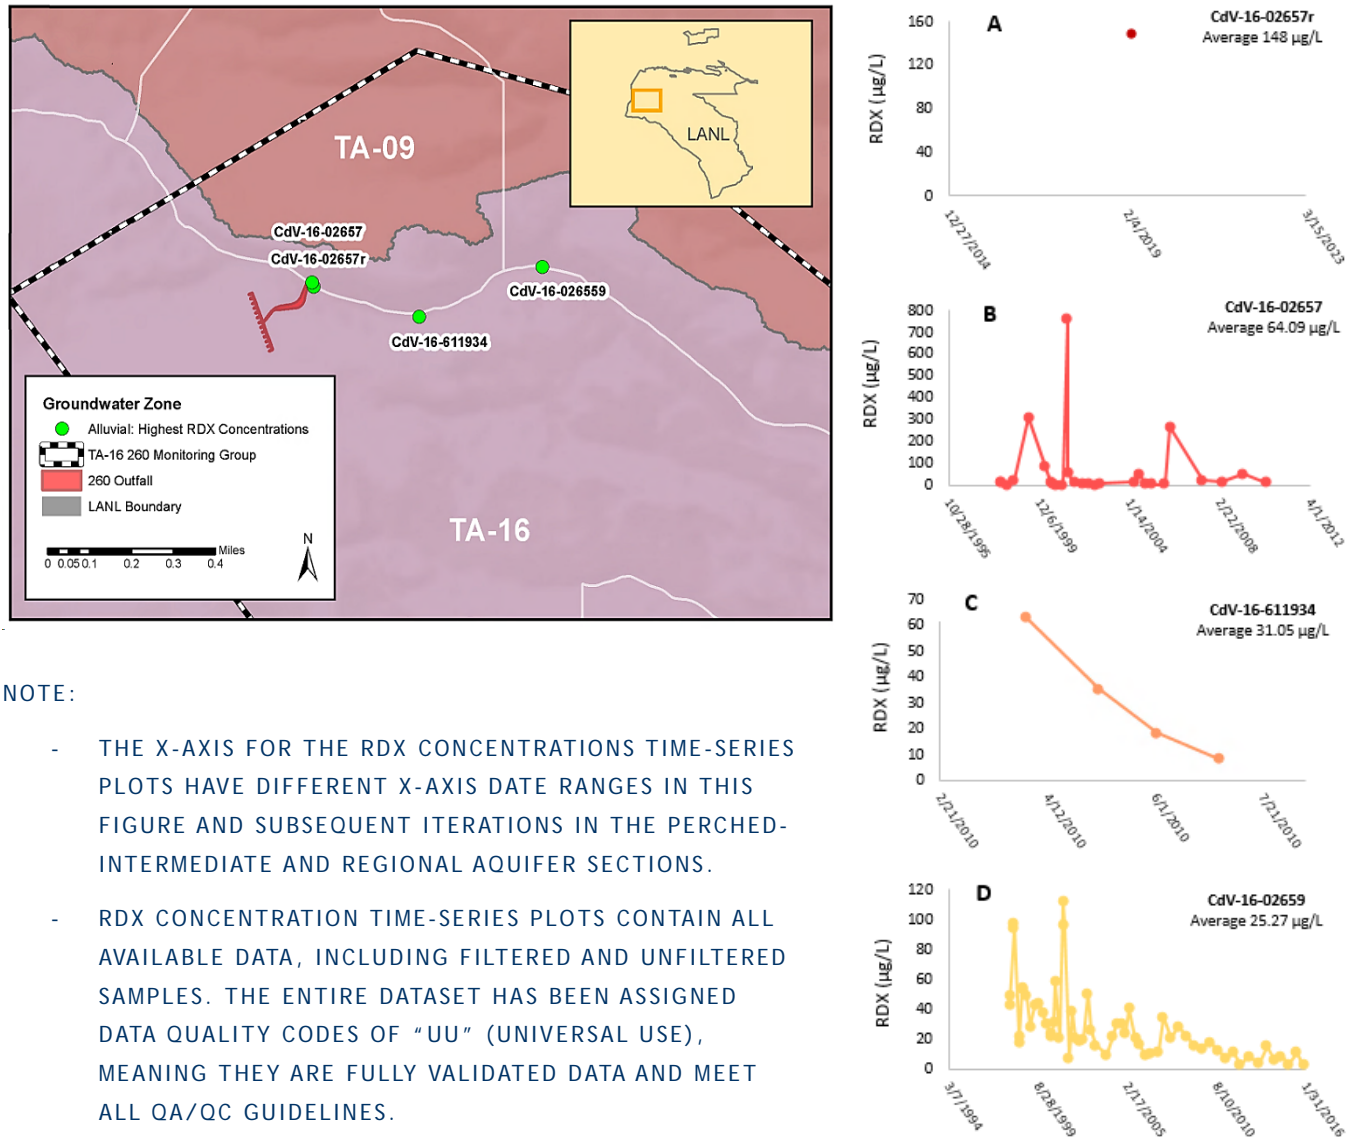 TA-09
LANL
CdV-16-02657
CdV-16-02657r
CdV-16-026559
CdV-16-611934
TA-16
Groundwater Zone
Alluvial: Highest RDX Concentrations
TA-16 260 Monitoring Group
260 Outfall
LANL Boundary
Miles
0 0.05 0.1 0.2 0.3 0.4
N
NOTE:
- THE X-AXIS FOR THE RDX CONCENTRATIONS TIME-SERIES
PLOTS HAVE DIFFERENT X-AXIS DATE RANGES IN THIS
FIGURE AND SUBSEQUENT ITERATIONS IN THE PERCHED-
INTERMEDIATE AND REGIONAL AQUIFER SECTIONS.
- RDX CONCENTRATION TIME-SERIES PLOTS CONTAIN ALL
AVAILABLE DATA, INCLUDING FILTERED AND UNFILTERED
SAMPLES. THE ENTIRE DATASET HAS BEEN ASSIGNED
DATA QUALITY CODES OF “UU” (UNIVERSAL USE),
MEANING THEY ARE FULLY VALIDATED DATA AND MEET
ALL QA/QC GUIDELINES.
A
CdV-16-02657r
Average 148 µg/L
RDX (µg/L)
160
120
80
40
0
12/27/2014
2/4/2019
3/15/2023
B
CdV-16-02657
Average 64.09 µg/L
RDX (µg/L)
800
700
600
500
400
300
200
100
0
10/28/1995
12/6/1999
1/14/2004
2/22/2008
4/1/2012
C
CdV-16-611934
Average 31.05 µg/L
RDX (µg/L)
70
60
50
40
30
20
10
0
2/21/2010
4/12/2010
6/1/2010
7/21/2010
D
CdV-16-02659
Average 25.27 µg/L
RDX (µg/L)
120
100
80
60
40
20
0
3/7/1994
8/28/1999
2/17/2005
8/10/2010
1/31/2016